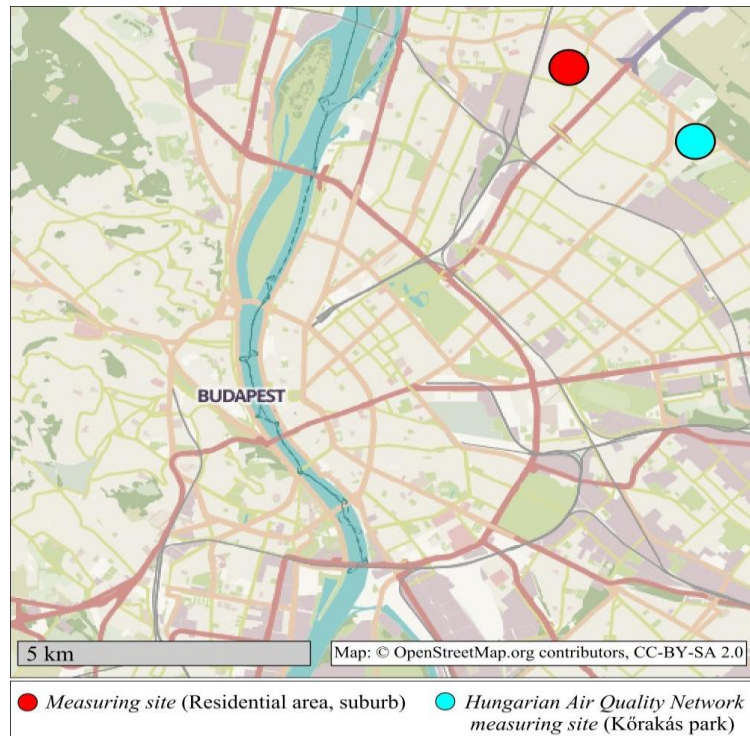 BUDAPEST
5 km
Map: © OpenStreetMap.org contributors, CC-BY-SA 2.0
Measuring site (Residential area, suburb)
Hungarian Air Quality Network
measuring site (Kőrakás park)